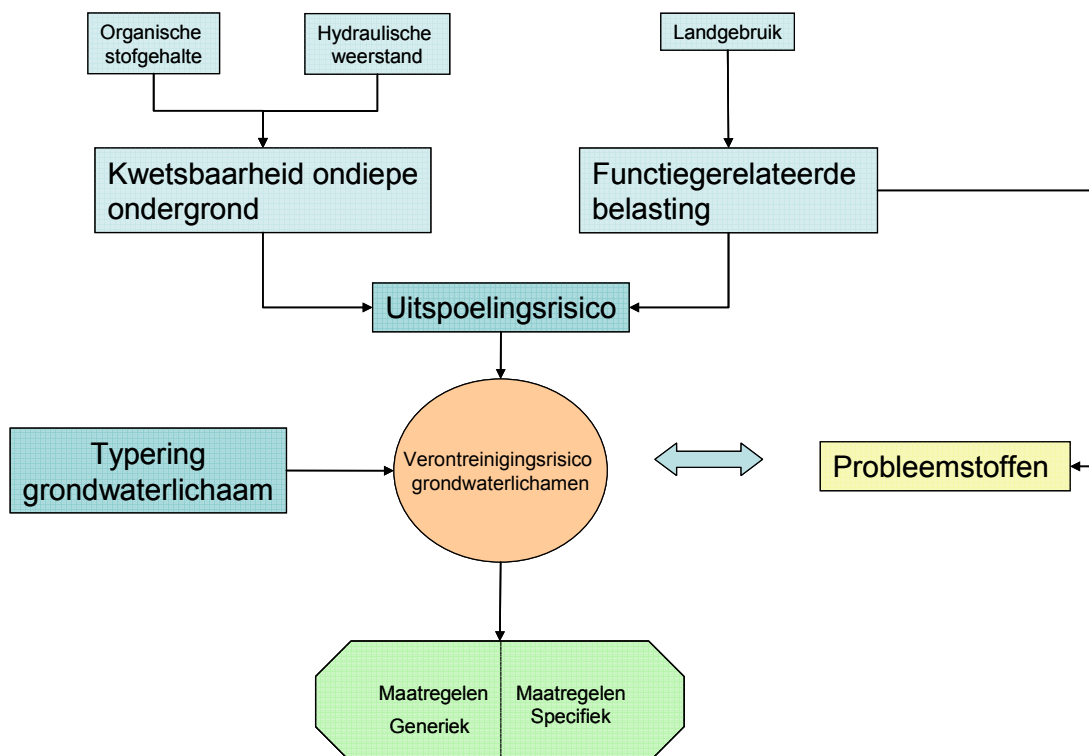 Organische
stofgehalte
Hydraulische
weerstand
Landgebruik
Kwetsbaarheid ondiepe
ondergrond
Functiegerelateerde
belasting
Uitspoelingsrisico
Typering
grondwaterlichaam
Verontreinigingsrisico
grondwaterlichamen
Probleemstoffen
Maatregelen
Generiek
Maatregelen
Specifiek